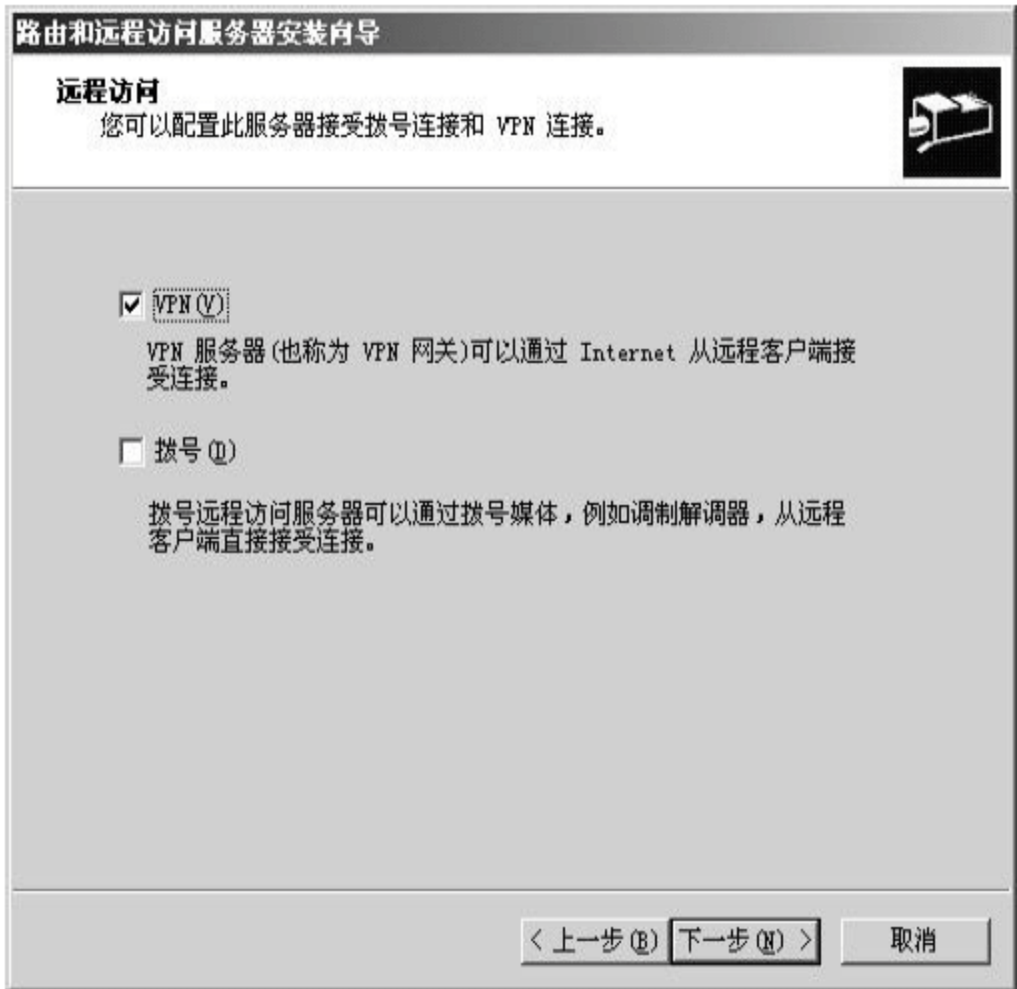 路由和远程访问服务器安装向导
远程访问
您可以配置此服务器接受拨号连接和 VPN 连接。
VPN(V)
VPN 服务器(也称为 VPN 网关)可以通过 Internet 从远程客户端接
受连接。
拨号(D)
拨号远程访问服务器可以通过拨号媒体，例如调制解调器，从远程
客户端直接接受连接。
< 上一步(B) 下一步(N) > 取消